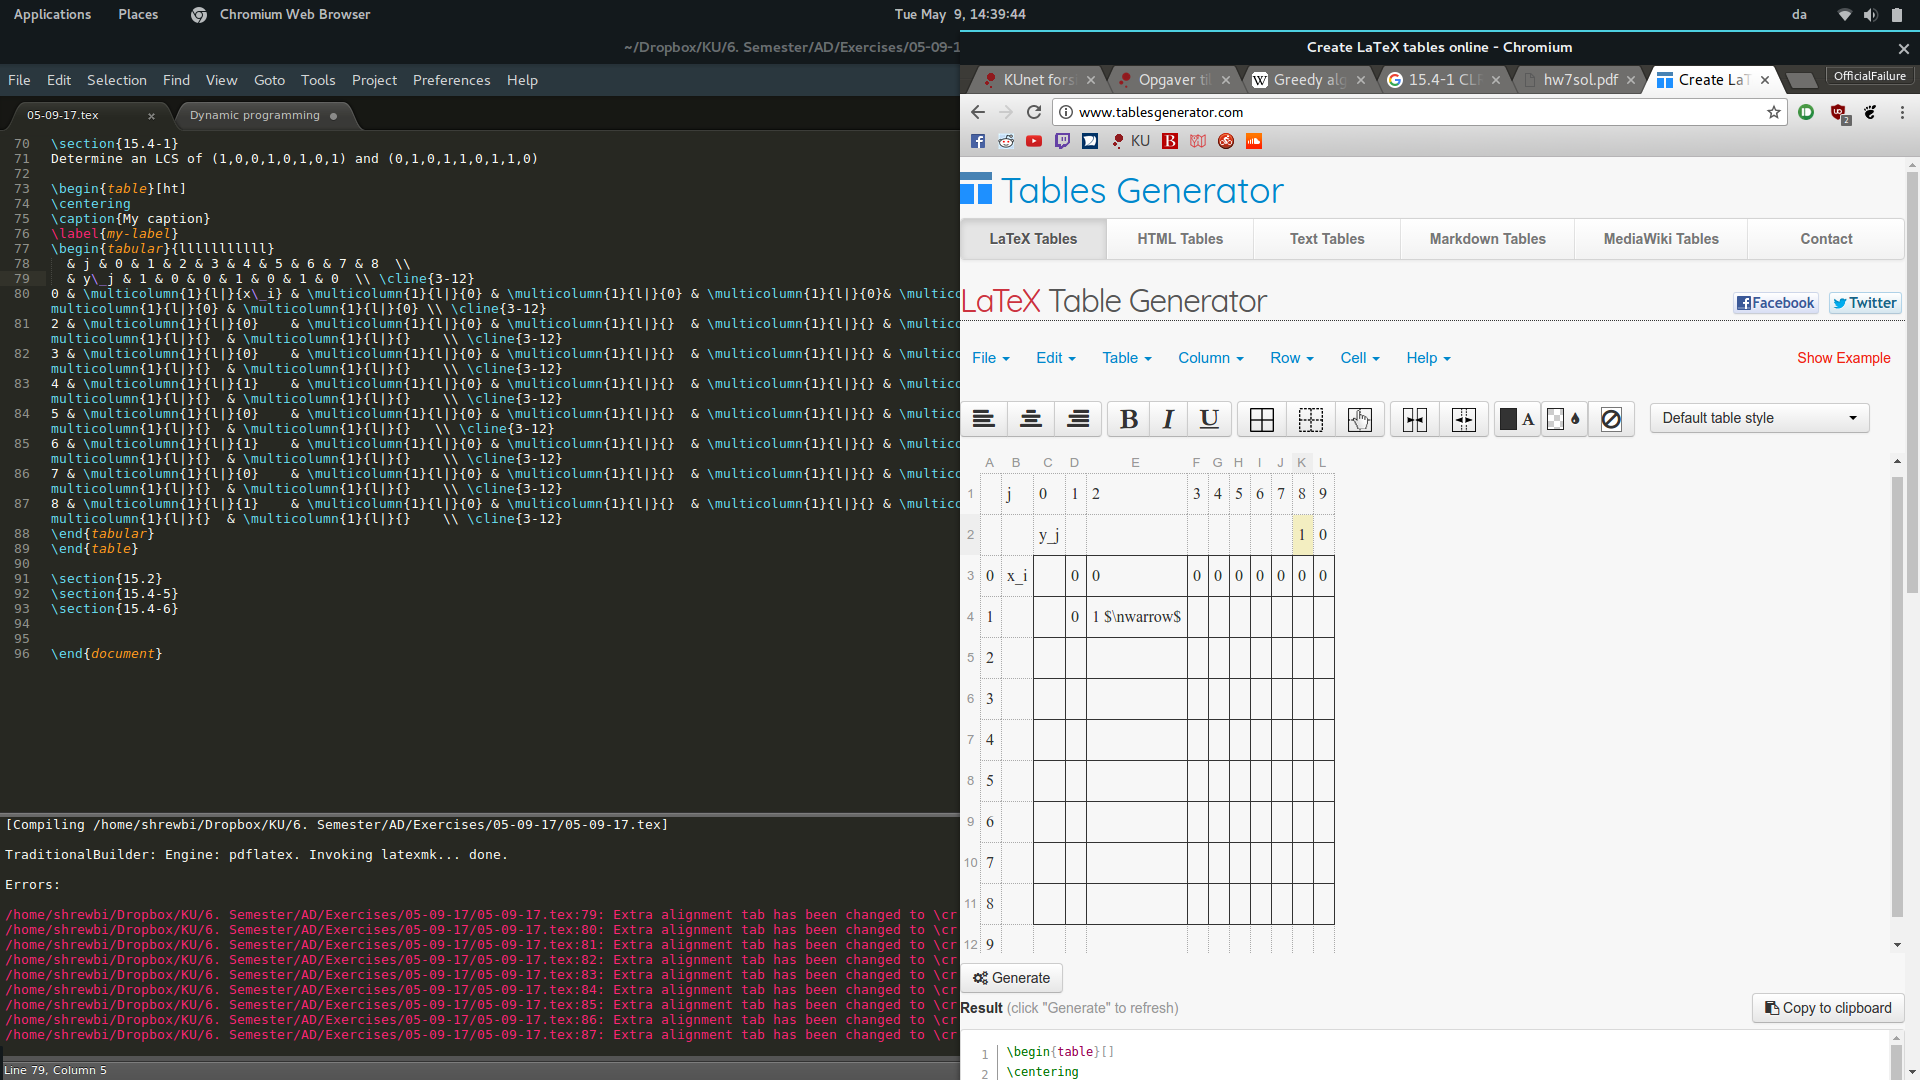 Applications Places Chromium Web Browser Tue May 9, 14:39:44 da
~/Dropbox/KU/6. Semester/AD/Exercises/05-09-1
File Edit Selection Find View Goto Tools Project Preferences Help
05-09-17.tex × Dynamic programming
70 \section{15.4-1}
71 Determine an LCS of (1,0,0,1,0,1,0,1) and (0,1,0,1,1,0,1,1,0)
72
73 \begin{table}[ht]
74 \centering
75 \caption{My caption}
76 \label{my-label}
77 \begin{tabular}{lllllllllll}
78 & j & 0 & 1 & 2 & 3 & 4 & 5 & 6 & 7 & 8 \\
79 & y\_j & 1 & 0 & 0 & 1 & 0 & 1 & 0 \\ \cline{3-12}
80 0 & \multicolumn{1}{l|}{x\_i} & \multicolumn{1}{l|}{0} & \multicolumn{1}{l|}{0} & \multicolumn{1}{l|}{0}& \multico
multicolumn{1}{l|}{0} & \multicolumn{1}{l|}{0} \\ \cline{3-12}
81 2 & \multicolumn{1}{l|}{0} & \multicolumn{1}{l|}{0} & \multicolumn{1}{l|}{} & \multicolumn{1}{l|}{} & \multico
multicolumn{1}{l|}{} & \multicolumn{1}{l|}{} \\ \cline{3-12}
82 3 & \multicolumn{1}{l|}{0} & \multicolumn{1}{l|}{0} & \multicolumn{1}{l|}{} & \multicolumn{1}{l|}{} & \multico
multicolumn{1}{l|}{} & \multicolumn{1}{l|}{} \\ \cline{3-12}
83 4 & \multicolumn{1}{l|}{1} & \multicolumn{1}{l|}{0} & \multicolumn{1}{l|}{} & \multicolumn{1}{l|}{} & \multico
multicolumn{1}{l|}{} & \multicolumn{1}{l|}{} \\ \cline{3-12}
84 5 & \multicolumn{1}{l|}{0} & \multicolumn{1}{l|}{0} & \multicolumn{1}{l|}{} & \multicolumn{1}{l|}{} & \multico
multicolumn{1}{l|}{} & \multicolumn{1}{l|}{} \\ \cline{3-12}
85 6 & \multicolumn{1}{l|}{1} & \multicolumn{1}{l|}{0} & \multicolumn{1}{l|}{} & \multicolumn{1}{l|}{} & \multico
multicolumn{1}{l|}{} & \multicolumn{1}{l|}{} \\ \cline{3-12}
86 7 & \multicolumn{1}{l|}{0} & \multicolumn{1}{l|}{0} & \multicolumn{1}{l|}{} & \multicolumn{1}{l|}{} & \multico
multicolumn{1}{l|}{} & \multicolumn{1}{l|}{} \\ \cline{3-12}
87 8 & \multicolumn{1}{l|}{1} & \multicolumn{1}{l|}{0} & \multicolumn{1}{l|}{} & \multicolumn{1}{l|}{} & \multico
multicolumn{1}{l|}{} & \multicolumn{1}{l|}{} \\ \cline{3-12}
88 \end{tabular}
89 \end{table}
90
91 \section{15.2}
92 \section{15.4-5}
93 \section{15.4-6}
94
95
96 \end{document}
[Compiling /home/shrewbi/Dropbox/KU/6. Semester/AD/Exercises/05-09-17/05-09-17.tex]
TraditionalBuilder: Engine: pdflatex. Invoking latexmk... done.
Errors:
/home/shrewbi/Dropbox/KU/6. Semester/AD/Exercises/05-09-17/05-09-17.tex:79: Extra alignment tab has been changed to \cr
/home/shrewbi/Dropbox/KU/6. Semester/AD/Exercises/05-09-17/05-09-17.tex:80: Extra alignment tab has been changed to \cr
/home/shrewbi/Dropbox/KU/6. Semester/AD/Exercises/05-09-17/05-09-17.tex:81: Extra alignment tab has been changed to \cr
/home/shrewbi/Dropbox/KU/6. Semester/AD/Exercises/05-09-17/05-09-17.tex:82: Extra alignment tab has been changed to \cr
/home/shrewbi/Dropbox/KU/6. Semester/AD/Exercises/05-09-17/05-09-17.tex:83: Extra alignment tab has been changed to \cr
/home/shrewbi/Dropbox/KU/6. Semester/AD/Exercises/05-09-17/05-09-17.tex:84: Extra alignment tab has been changed to \cr
/home/shrewbi/Dropbox/KU/6. Semester/AD/Exercises/05-09-17/05-09-17.tex:85: Extra alignment tab has been changed to \cr
/home/shrewbi/Dropbox/KU/6. Semester/AD/Exercises/05-09-17/05-09-17.tex:86: Extra alignment tab has been changed to \cr
/home/shrewbi/Dropbox/KU/6. Semester/AD/Exercises/05-09-17/05-09-17.tex:87: Extra alignment tab has been changed to \cr
Line 79, Column 5
Create LaTeX tables online - Chromium
KUnet fors Opgaver ti Greedy alg 15.4-1 CL hw7sol.pdf Create LaT OfficialFailure
www.tablesgenerator.com 2
KU
Tables Generator
LaTeX Tables HTML Tables Text Tables Markdown Tables MediaWiki Tables Contact
LaTeX Table Generator Facebook Twitter
File Edit Table Column Row Cell Help Show Example
B I U A Default table style
A B C D E F G H I J K L
1 j 0 1 2 3 4 5 6 7 8 9
2 y_j 1 0
3 0 x_i 0 0 0 0 0 0 0 0 0
4 1 0 1 $\nwarrow$
5 2
6 3
7 4
8 5
9 6
10 7
11 8
12 9
Generate
Result (click "Generate" to refresh) Copy to clipboard
1 \begin{table}[]
2 \centering